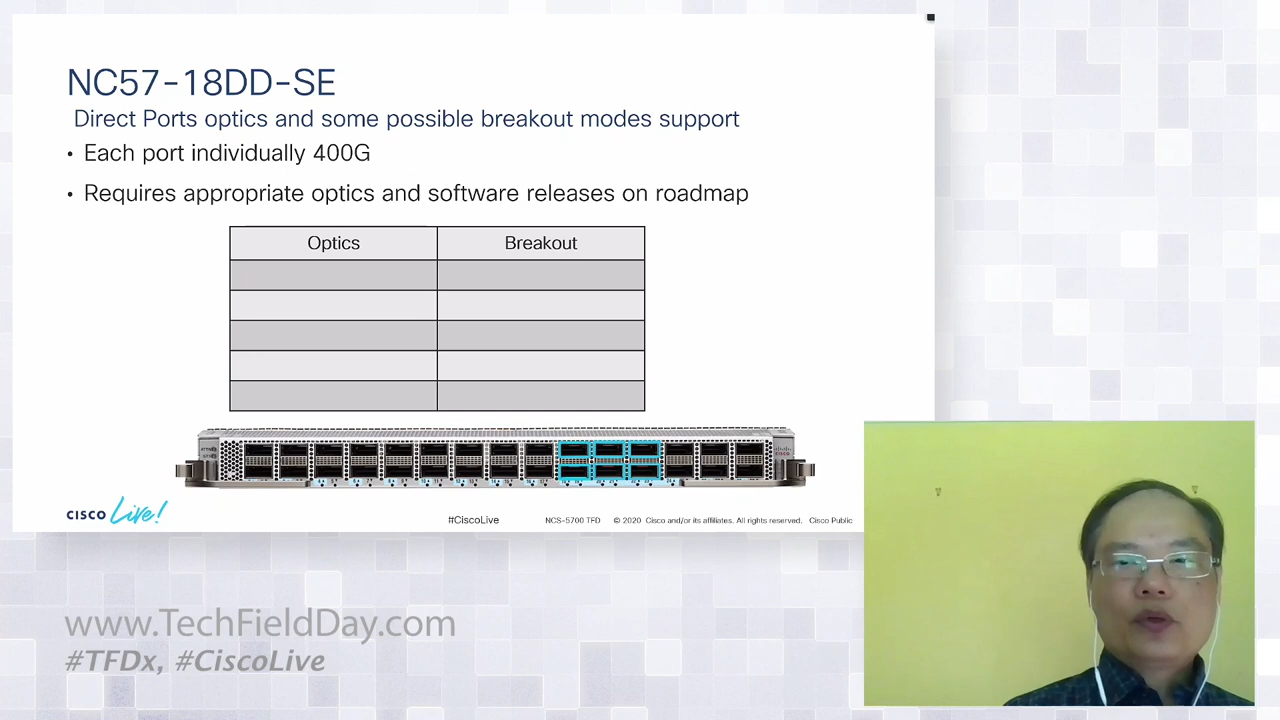 NC57-18DD-SE
Direct Ports optics and some possible breakout modes support
• Each port individually 400G
• Requires appropriate optics and software releases on roadmap
Optics Breakout
CISCO Live!
#CiscoLive NCS-5700 TFD © 2020 Cisco and/or its affiliates. All rights reserved. Cisco Public
www.TechFieldDay.com
#TFDx, #CiscoLive